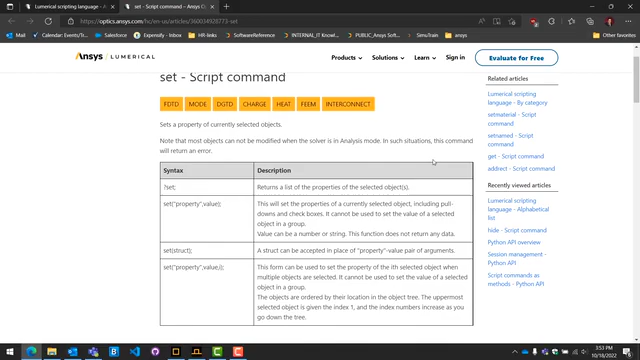 Lumerical scripting language - A
set - Script command – Ansys O
https://optics.ansys.com/hc/en-us/articles/360034928773-set
Mail
Calendar: Events/Tr...
Salesforce
Expensify
HR-links
SoftwareReference
INTERNAL_IT Knowl...
PUBLIC_Ansys Soft...
SimuTrain
Other favorites
Ansys / LUMERICAL
Products
Solutions
Learn
Sign in
Evaluate for Free
set - Script command
FDTD
MODE
DGTD
CHARGE
HEAT
FEEM
INTERCONNECT
Sets a property of currently selected objects.
Note that most objects can not be modified when the solver is in Analysis mode. In such situations, this command
will return an error.
Syntax
Description
?set;
Returns a list of the properties of the selected object(s).
set("property",value);
This will set the properties of a currently selected object, including pull-
downs and check boxes. It cannot be used to set the value of a selected
object in a group.
Value can be a number or string. This function does not return any data.
set(struct);
A struct can be accepted in place of "property"-value pair of arguments.
set("property",value,i);
This form can be used to set the property of the ith selected object when
multiple objects are selected. It cannot be used to set the value of a selected
object in a group.
The objects are ordered by their location in the object tree. The uppermost
selected object is given the index 1, and the index numbers increase as you
go down the tree.
Related articles
Lumerical scripting
language - By category
setmaterial - Script
command
setnamed - Script
command
get - Script command
addrect - Script command
Recently viewed articles
Lumerical scripting
language - Alphabetical
list
hide - Script command
Python API overview
Session management -
Python API
Script commands as
methods - Python API
3:53 PM
10/18/2022